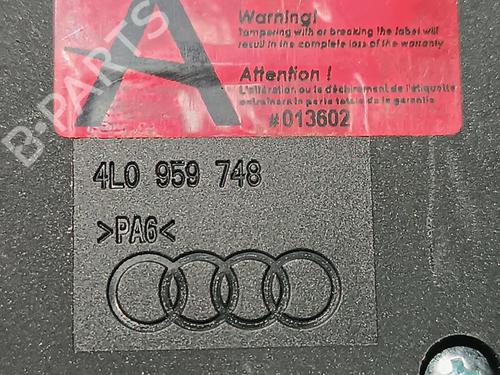 A
Warning!
Tampering with or breaking the label will
result in the complete loss of the warranty
Attention !
L'altération ou le déchirement de l'étiquette
entraînera la perte totale de la garantie
#013602
B-PARTS
4L0 959 748
>PA6<